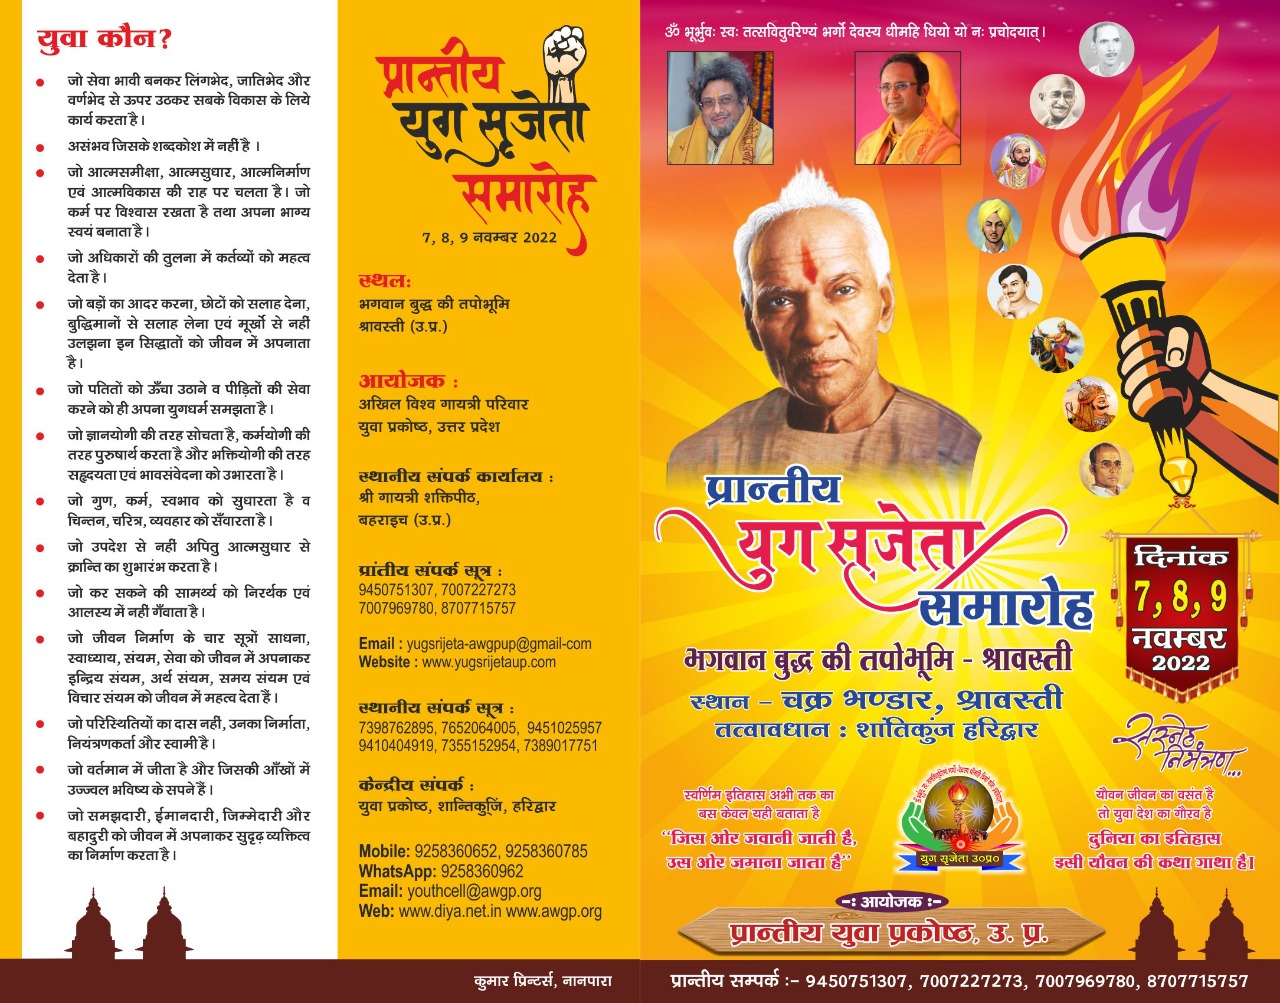 युवा कौन?
जो सेवा भावी बनकर लिंगभेद, जातिभेद और
वर्णभेद से ऊपर उठकर सबके विकास के लिये
कार्य करता है।
असंभव जिसके शब्दकोश में नहीं है ।
जो आत्मसमीक्षा, आत्मसुधार, आत्मनिर्माण
एवं आत्मविकास की राह पर चलता है। जो
कर्म पर विश्वास रखता है तथा अपना भाग्य
स्वयं बनाता है।
जो अधिकारों की तुलना में कर्तव्यों को महत्व
देता है।
जो बड़ों का आदर करना, छोटों को सलाह देना,
बुद्धिमानों से सलाह लेना एवं मूर्खो से नहीं
उलझना इन सिद्धातों को जीवन में अपनाता
है।
जो पतितों को ऊँचा उठाने व पीड़ितों की सेवा
करने को ही अपना युगधर्म समझता है।
जो ज्ञानयोगी की तरह सोचता है, कर्मयोगी की
तरह पुरुषार्थ करता है और भक्तियोगी की तरह
सहृदयता एवं भावसंवेदना को उभारता है।
जो गुण, कर्म, स्वभाव को सुधारता है व
चिन्तन, चरित्र, व्यवहार को सँवारता है।
जो उपदेश से नहीं अपितु आत्मसुधार से
क्रान्ति का शुभारंभ करता है।
जो कर सकने की सामर्थ्य को निरर्थक एवं
आलस्य में नहीं गँवाता है।
जो जीवन निर्माण के चार सूत्रों साधना,
स्वाध्याय, संयम, सेवा को जीवन में अपनाकर
इन्द्रिय संयम, अर्थ संयम, समय संयम एवं
विचार संयम को जीवन में महत्व देता हैं।
जो परिस्थितियों का दास नहीं, उनका निर्माता,
नियंत्रणकर्ता और स्वामी है।
जो वर्तमान में जीता है और जिसकी आँखों में
उज्ज्वल भविष्य के सपने हैं।
जो समझदारी, ईमानदारी, जिम्मेदारी और
बहादुरी को जीवन में अपनाकर सुदृढ़ व्यक्तित्व
का निर्माण करता है।
प्रान्तीय
युग सृजेता
समारोह
7, 8, 9 नवम्बर 2022
स्थल:
भगवान बुद्ध की तपोभूमि
श्रावस्ती (उ.प्र.)
आयोजक :
अखिल विश्व गायत्री परिवार
युवा प्रकोष्ठ, उत्तर प्रदेश
स्थानीय संपर्क कार्यालय :
श्री गायत्री शक्तिपीठ,
बहराइच (उ.प्र.)
प्रांतीय संपर्क सूत्र :
9450751307, 7007227273
7007969780, 8707715757
Email : yugsrijeta-awgpup@gmail-com
Website : www.yugsrijetaup.com
स्थानीय संपर्क सूत्र :
7398762895, 7652064005, 9451025957
9410404919, 7355152954, 7389017751
केन्द्रीय संपर्क :
युवा प्रकोष्ठ, शान्तिकुजिं, हरिद्वार
Mobile: 9258360652, 9258360785
WhatsApp: 9258360962
Email: youthcell@awgp.org
Web: www.diya.net.in www.awgp.org
कुमार प्रिन्टर्स, नानपारा
ॐ भूर्भुवः स्वः तत्सवितुर्वरेण्यं भर्गो देवस्य धीमहि धियो यो नः प्रचोदयात्।
प्रान्तीय
युग सृजेता
समारोह
दिनांक
7, 8, 9
नवम्बर
2022
भगवान बुद्ध की तपोभूमि - श्रावस्ती
स्थान - चक्र भण्डार, श्रावस्ती
तत्वावधान : शांतिकुंज हरिद्वार
सस्नेह
निमंत्रण...
स्वर्णिम इतिहास अभी तक का
बस केवल यही बताता है
“जिस ओर जवानी जाती है,
उस ओर जमाना जाता है”
युग सृजेता उ०प्र०
यौवन जीवन का वसंत है
तो युवा देश का गौरव है
दुनिया का इतिहास
इसी यौवन की कथा गाथा है।
-: आयोजक :-
प्रान्तीय युवा प्रकोष्ठ, उ. प्र.
प्रान्तीय सम्पर्क :- 9450751307, 7007227273, 7007969780, 8707715757